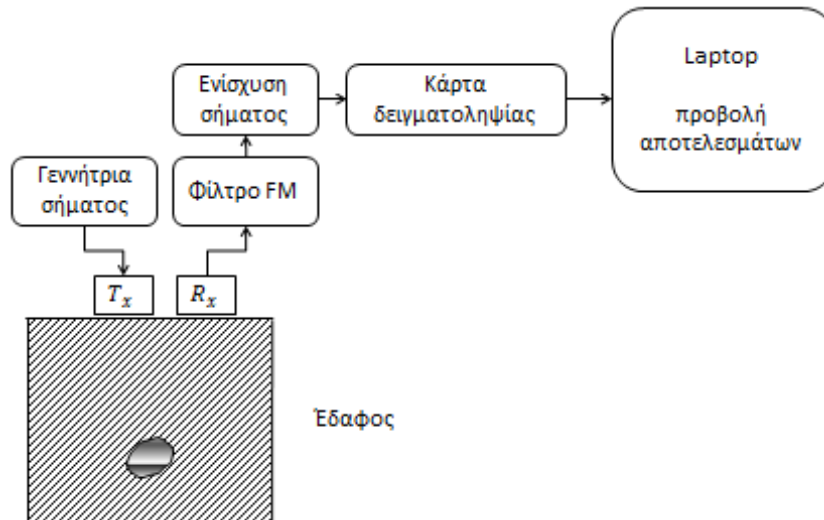 Laptop
προβολή
αποτελεσμάτων
Ενίσχυση
σήματος
Κάρτα
δειγματοληψίας
Γεννήτρια
σήματος
Φίλτρο FM
Tx
Rx
Έδαφος